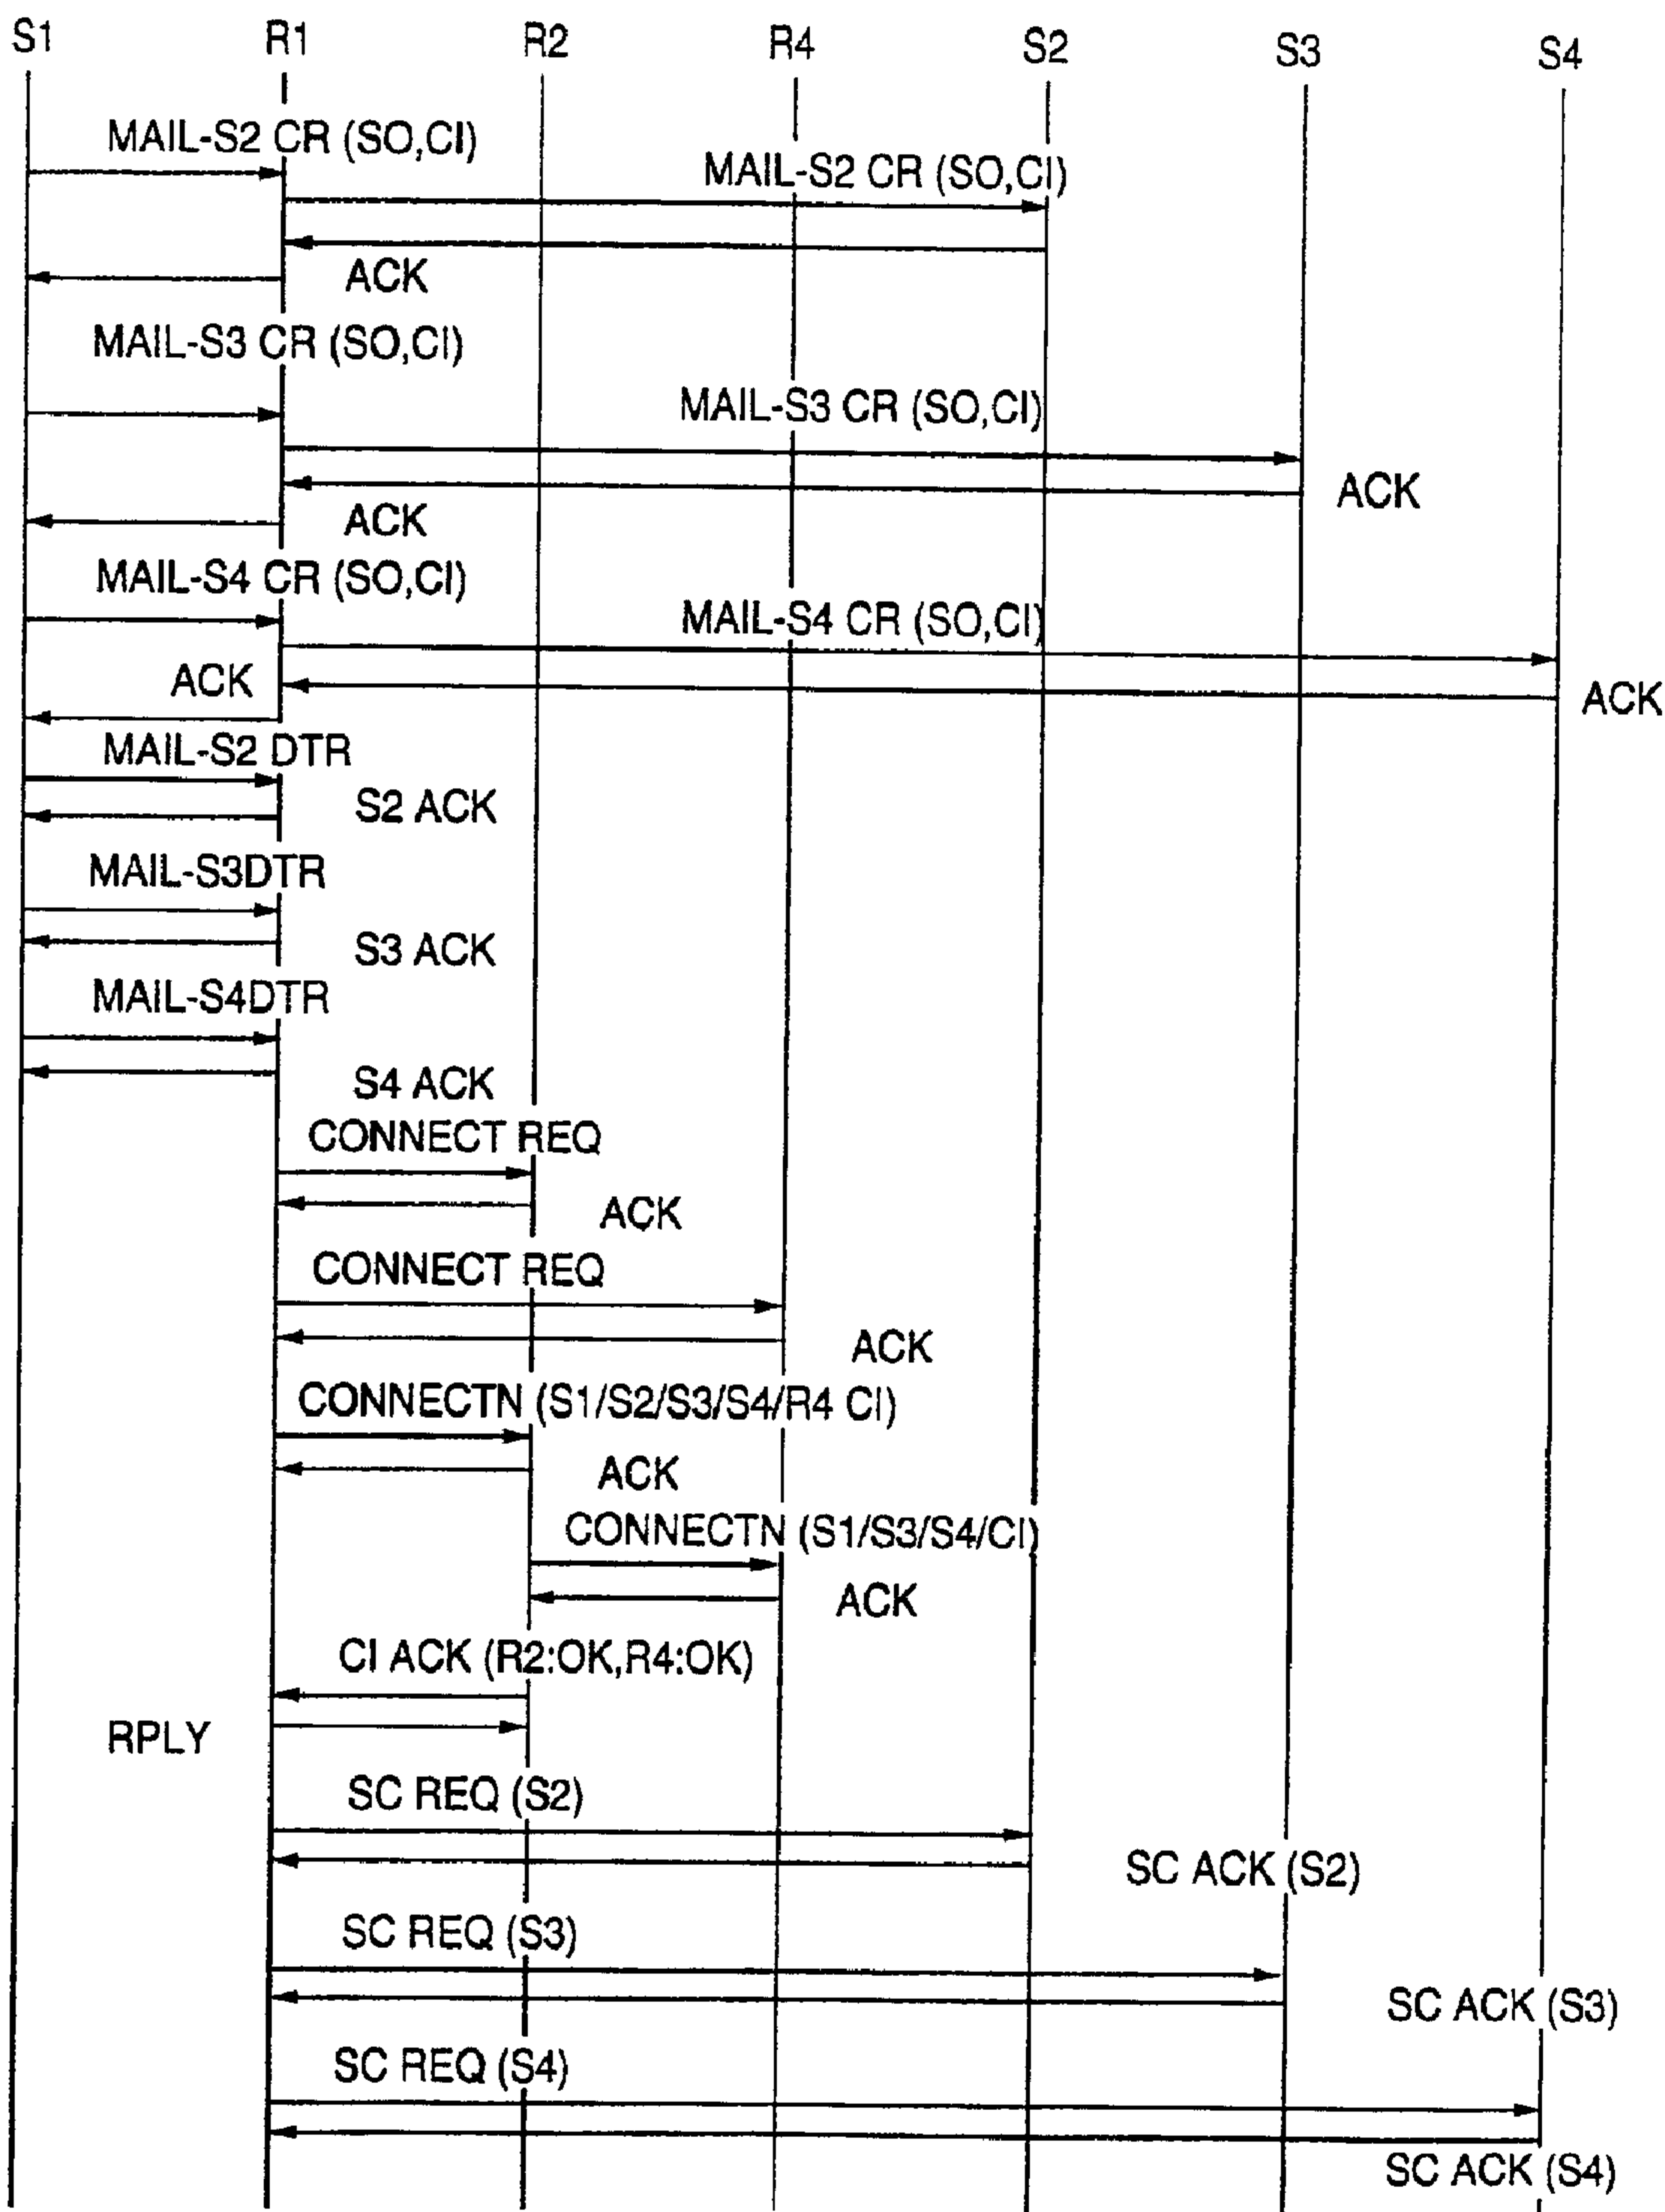 S1 R1 R2 R4 S2 S3 S4
MAIL-S2 CR (SO,CI)
MAIL-S2 CR (SO,CI)
ACK
MAIL-S3 CR (SO,CI)
MAIL-S3 CR (SO,CI)
ACK
ACK
MAIL-S4 CR (SO,CI)
MAIL-S4 CR (SO,CI)
ACK
ACK
MAIL-S2 DTR
S2 ACK
MAIL-S3DTR
S3 ACK
MAIL-S4DTR
S4 ACK
CONNECT REQ
ACK
CONNECT REQ
ACK
CONNECTN (S1/S2/S3/S4/R4 CI)
ACK
CONNECTN (S1/S3/S4/CI)
ACK
CI ACK (R2:OK,R4:OK)
RPLY
SC REQ (S2)
SC ACK (S2)
SC REQ (S3)
SC ACK (S3)
SC REQ (S4)
SC ACK (S4)